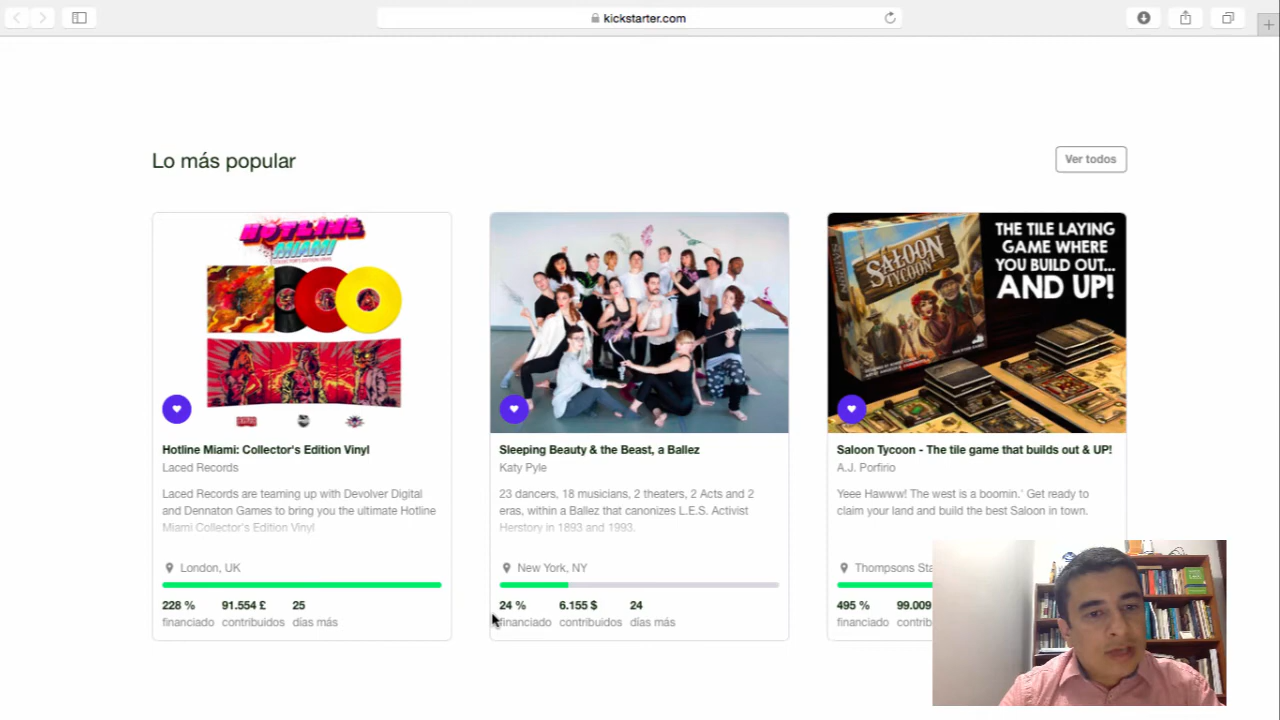 kickstarter.com
Lo más popular
Ver todos
HOTLINE
MIAMI
THE TILE LAYING
GAME WHERE
YOU BUILD OUT...
AND UP!
SALOON
TYCOON
Hotline Miami: Collector's Edition Vinyl
Laced Records
Laced Records are teaming up with Devolver Digital
and Dennaton Games to bring you the ultimate Hotline
Miami Collector's Edition Vinyl
London, UK
228 % 91.554 £ 25
financiado contribuidos días más
Sleeping Beauty & the Beast, a Ballez
Katy Pyle
23 dancers, 18 musicians, 2 theaters, 2 Acts and 2
eras, within a Ballez that canonizes L.E.S. Activist
Herstory in 1893 and 1993.
New York, NY
24 % 6.155 $ 24
financiado contribuidos días más
Saloon Tycoon - The tile game that builds out & UP!
A.J. Porfirio
Yeee Hawww! The west is a boomin.' Get ready to
claim your land and build the best Saloon in town.
Thompsons Sta
495 % 99.009
financiado contrib